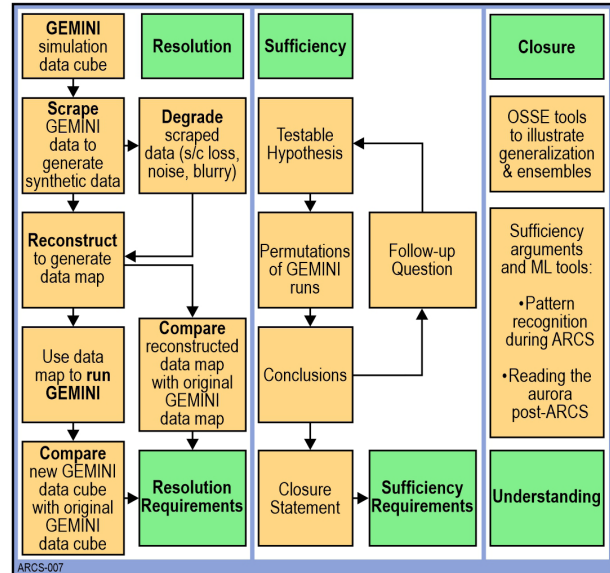 GEMINI
simulation
data cube
Resolution
Scrape
GEMINI
data to
generate
synthetic data
Degrade
scraped
data (s/c loss,
noise, blurry)
Reconstruct
to generate
data map
Use data
map to run
GEMINI
Compare
reconstructed
data map
with original
GEMINI
data map
Compare
new GEMINI
data cube
with original
GEMINI
data cube
Resolution
Requirements
Sufficiency
Testable
Hypothesis
Permutations
of GEMINI
runs
Follow-up
Question
Conclusions
Closure
Statement
Sufficiency
Requirements
Closure
OSSE tools
to illustrate
generalization
& ensembles
Sufficiency
arguments
and ML tools:
•Pattern
recognition
during ARCS
•Reading the
aurora
post-ARCS
Understanding
ARCS-007